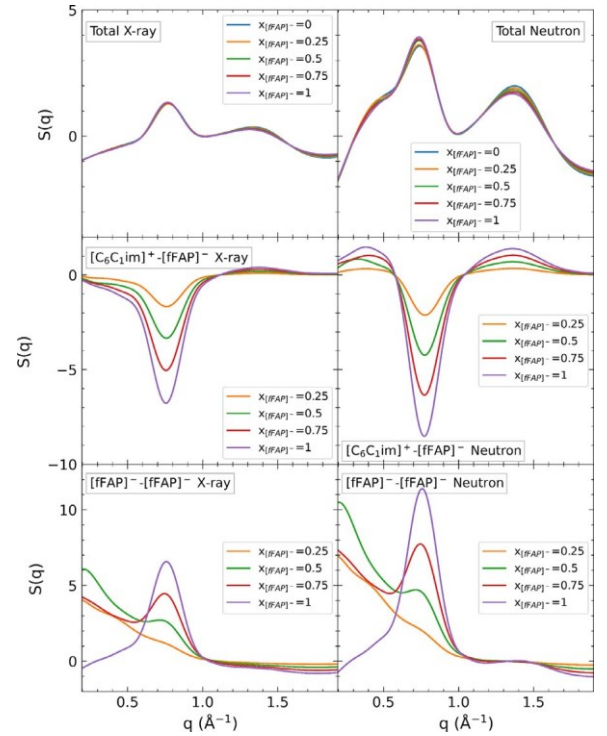 5
0
S(q)
Total X-ray
x[fFAP]⁻=0
x[fFAP]⁻=0.25
x[fFAP]⁻=0.5
x[fFAP]⁻=0.75
x[fFAP]⁻=1
Total Neutron
x[fFAP]⁻=0
x[fFAP]⁻=0.25
x[fFAP]⁻=0.5
x[fFAP]⁻=0.75
x[fFAP]⁻=1
0
−5
−10
S(q)
[C₆C₁im]⁺-[fFAP]⁻ X-ray
x[fFAP]⁻=0.25
x[fFAP]⁻=0.5
x[fFAP]⁻=0.75
x[fFAP]⁻=1
x[fFAP]⁻=0.25
x[fFAP]⁻=0.5
x[fFAP]⁻=0.75
x[fFAP]⁻=1
[C₆C₁im]⁺-[fFAP]⁻ Neutron
10
5
0
S(q)
[fFAP]⁻-[fFAP]⁻ X-ray
x[fFAP]⁻=0.25
x[fFAP]⁻=0.5
x[fFAP]⁻=0.75
x[fFAP]⁻=1
[fFAP]⁻-[fFAP]⁻ Neutron
x[fFAP]⁻=0.25
x[fFAP]⁻=0.5
x[fFAP]⁻=0.75
x[fFAP]⁻=1
0.5 1.0 1.5
0.5 1.0 1.5
q (Å⁻¹)
q (Å⁻¹)